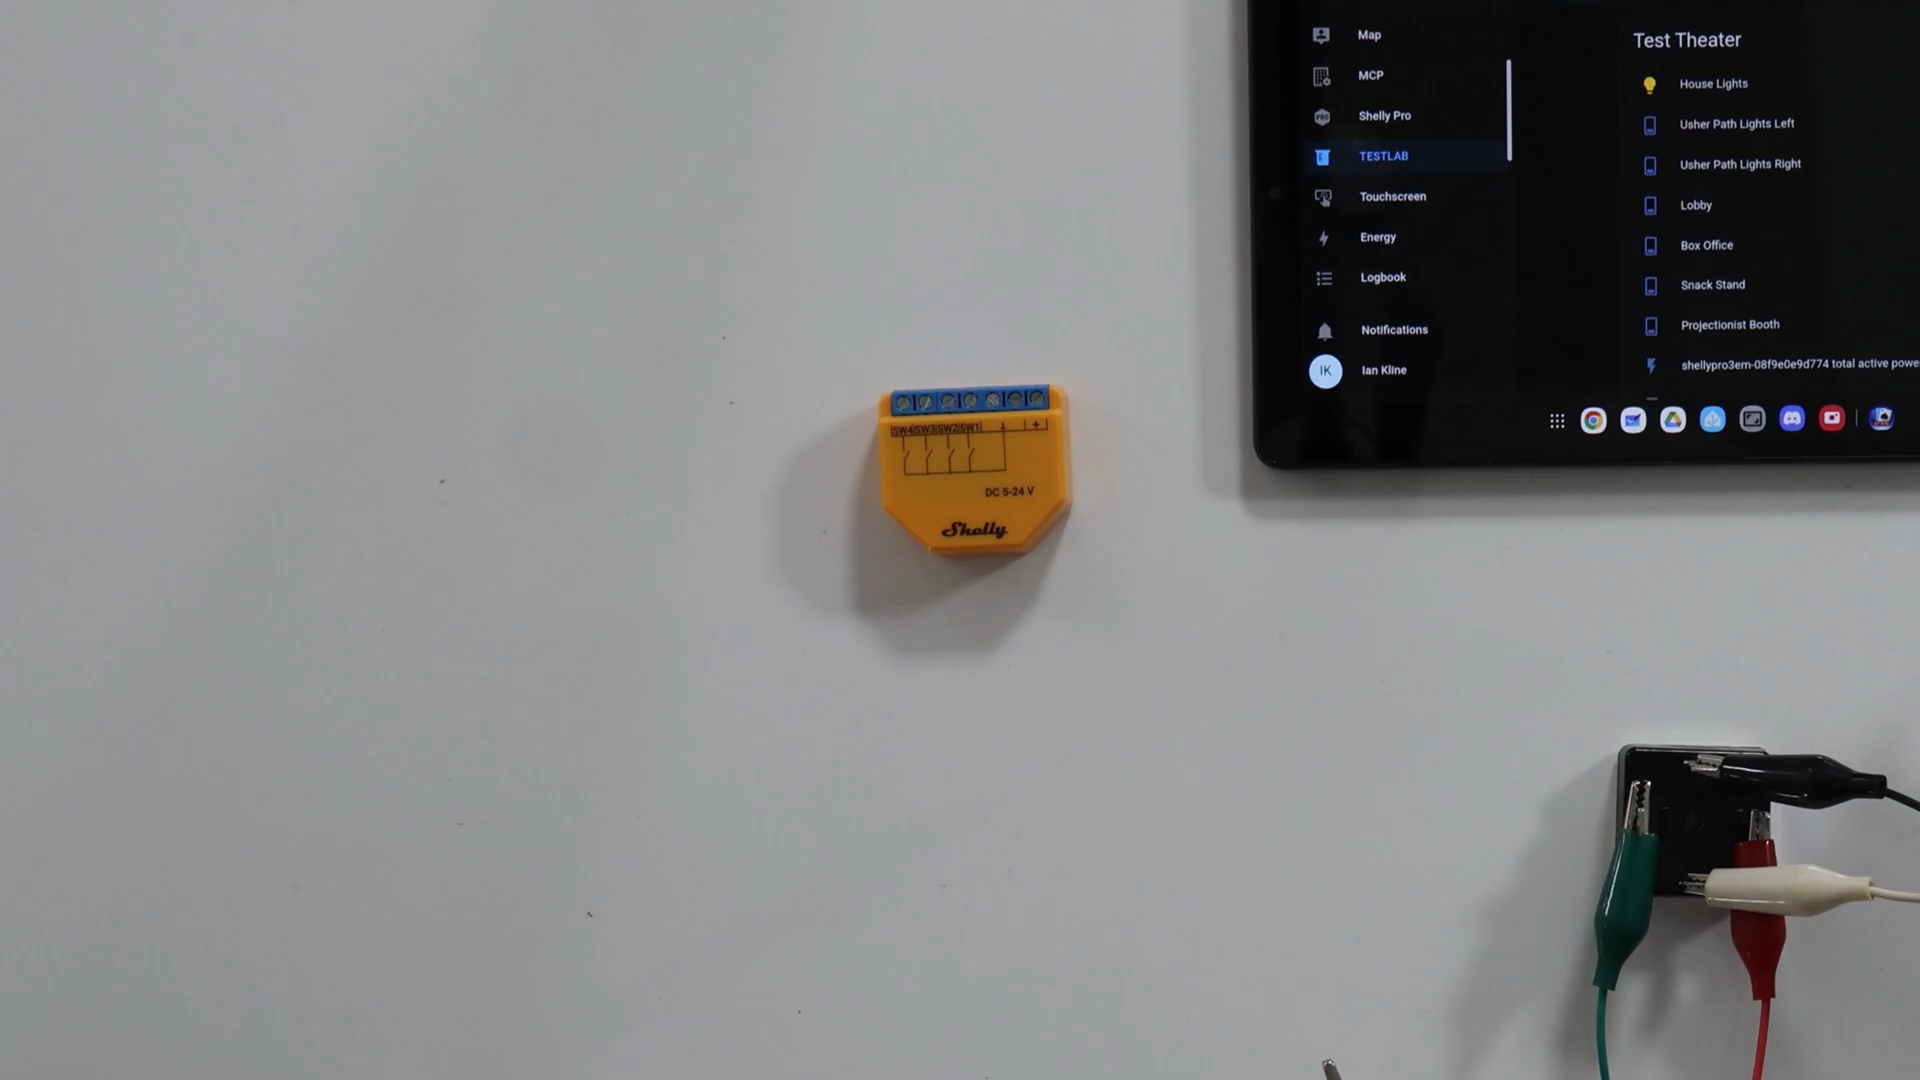 Map
MCP
Shelly Pro
TESTLAB
Touchscreen
Energy
Logbook
Notifications
IK
Ian Kline
Test Theater
House Lights
Usher Path Lights Left
Usher Path Lights Right
Lobby
Box Office
Snack Stand
Projectionist Booth
shellypro3em-08f9e0e9d774 total active powe
SW4 SW3 SW2 SW1 ⊥ +
DC 5-24 V
Shelly